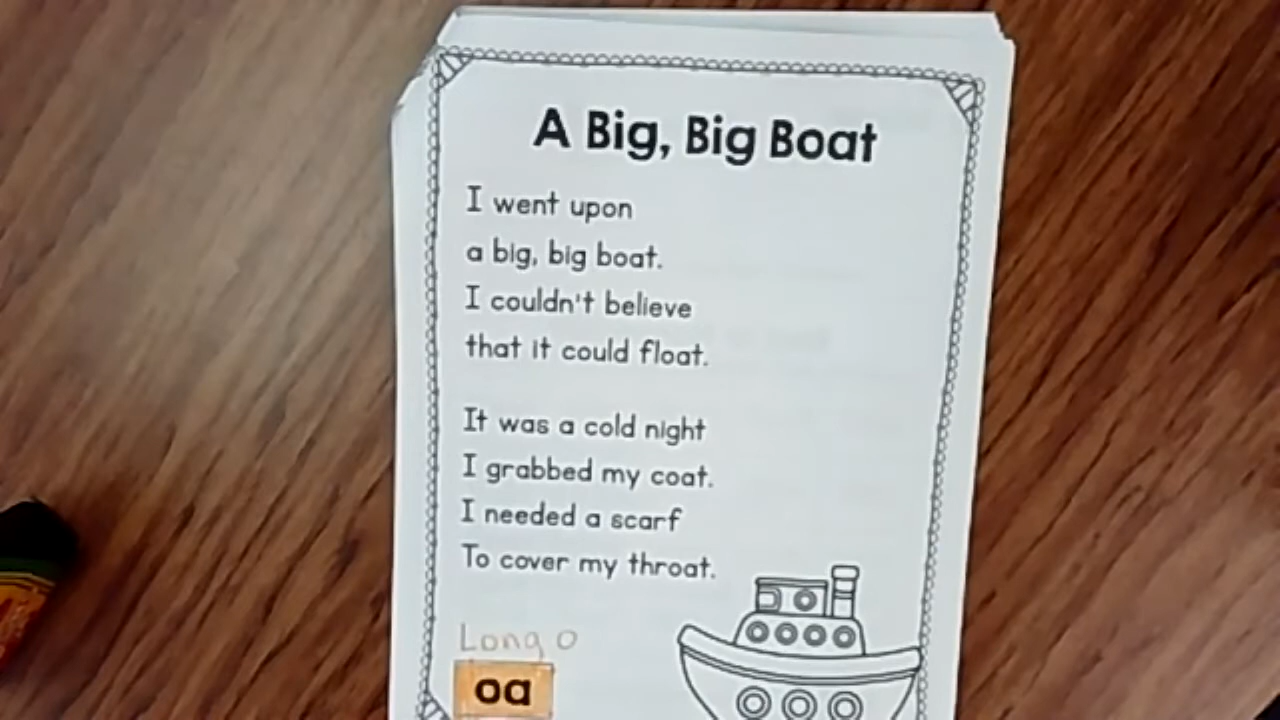 A Big, Big Boat
I went upon
a big, big boat.
I couldn't believe
that it could float.
It was a cold night
I grabbed my coat.
I needed a scarf
To cover my throat.
Long o
oa